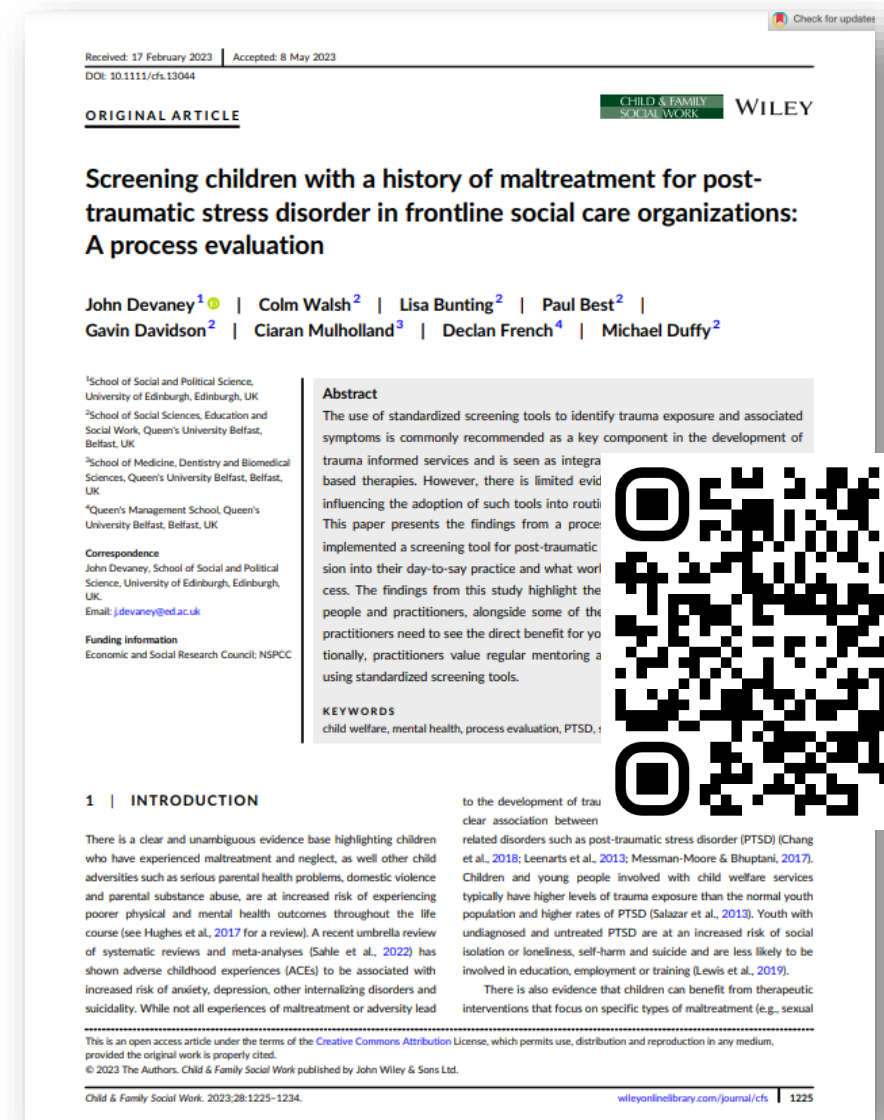 Check for updates
Received: 17 February 2023 | Accepted: 8 May 2023
DOI: 10.1111/cfs.13044
ORIGINAL ARTICLE
CHILD & FAMILY
SOCIAL WORK
WILEY
Screening children with a history of maltreatment for post-
traumatic stress disorder in frontline social care organizations:
A process evaluation
John Devaney1 | Colm Walsh2 | Lisa Bunting2 | Paul Best2 |
Gavin Davidson2 | Ciaran Mulholland3 | Declan French4 | Michael Duffy2
1School of Social and Political Science,
University of Edinburgh, Edinburgh, UK
2School of Social Sciences, Education and
Social Work, Queen's University Belfast,
Belfast, UK
3School of Medicine, Dentistry and Biomedical
Sciences, Queen's University Belfast, Belfast,
UK
4Queen's Management School, Queen's
University Belfast, Belfast, UK
Correspondence
John Devaney, School of Social and Political
Science, University of Edinburgh, Edinburgh,
UK.
Email: j.devaney@ed.ac.uk
Funding information
Economic and Social Research Council; NSPCC
Abstract
The use of standardized screening tools to identify trauma exposure and associated
symptoms is commonly recommended as a key component in the development of
trauma informed services and is seen as integra
based therapies. However, there is limited evid
influencing the adoption of such tools into routi
This paper presents the findings from a proce
implemented a screening tool for post-traumatic
sion into their day-to-say practice and what wor
cess. The findings from this study highlight the
people and practitioners, alongside some of the
practitioners need to see the direct benefit for yo
tionally, practitioners value regular mentoring a
using standardized screening tools.
KEYWORDS
child welfare, mental health, process evaluation, PTSD, s
1 | INTRODUCTION
There is a clear and unambiguous evidence base highlighting children
who have experienced maltreatment and neglect, as well other child
adversities such as serious parental health problems, domestic violence
and parental substance abuse, are at increased risk of experiencing
poorer physical and mental health outcomes throughout the life
course (see Hughes et al., 2017 for a review). A recent umbrella review
of systematic reviews and meta-analyses (Sahle et al., 2022) has
shown adverse childhood experiences (ACEs) to be associated with
increased risk of anxiety, depression, other internalizing disorders and
suicidality. While not all experiences of maltreatment or adversity lead
to the development of trau
clear association between
related disorders such as post-traumatic stress disorder (PTSD) (Chang
et al., 2018; Leenarts et al., 2013; Messman-Moore & Bhuptani, 2017).
Children and young people involved with child welfare services
typically have higher levels of trauma exposure than the normal youth
population and higher rates of PTSD (Salazar et al., 2013). Youth with
undiagnosed and untreated PTSD are at an increased risk of social
isolation or loneliness, self-harm and suicide and are less likely to be
involved in education, employment or training (Lewis et al., 2019).
There is also evidence that children can benefit from therapeutic
interventions that focus on specific types of maltreatment (e.g., sexual
This is an open access article under the terms of the Creative Commons Attribution License, which permits use, distribution and reproduction in any medium,
provided the original work is properly cited.
© 2023 The Authors. Child & Family Social Work published by John Wiley & Sons Ltd.
Child & Family Social Work. 2023;28:1225–1234.
wileyonlinelibrary.com/journal/cfs | 1225